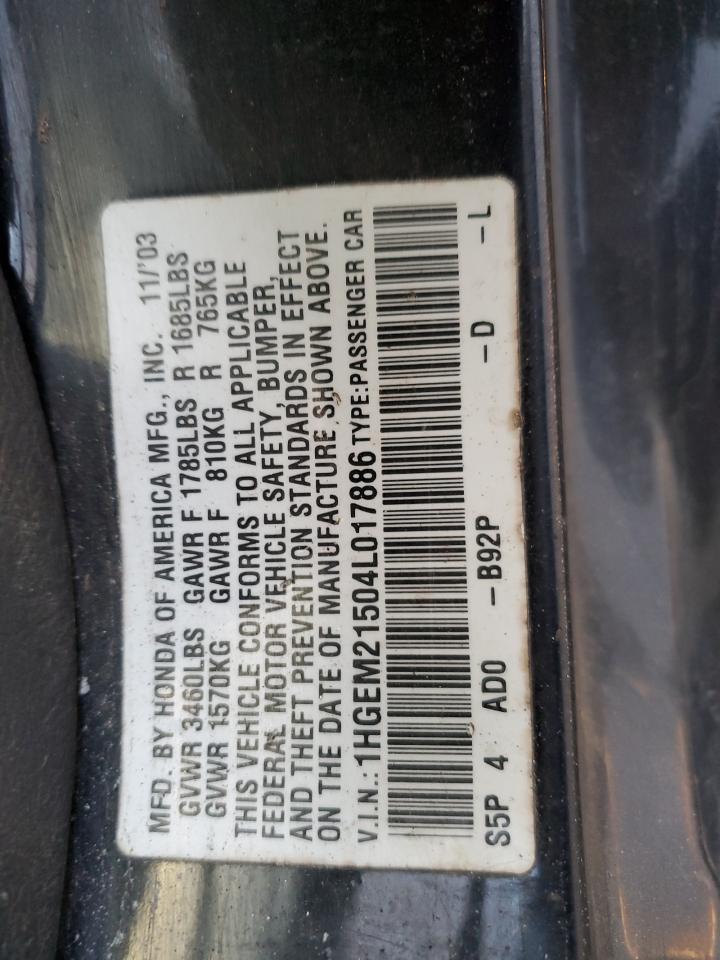 MFD. BY HONDA OF AMERICA MFG., INC. 11/'03
GVWR 3460LBS GAWR F 1785LBS R 1685LBS
GVWR 1570KG GAWR F 810KG R 765KG
THIS VEHICLE CONFORMS TO ALL APPLICABLE
FEDERAL MOTOR VEHICLE SAFETY, BUMPER,
AND THEFT PREVENTION STANDARDS IN EFFECT
ON THE DATE OF MANUFACTURE SHOWN ABOVE.
V.I.N.: 1HGEM21504L017886 TYPE:PASSENGER CAR
S5P 4 AD0 -B92P -D -L